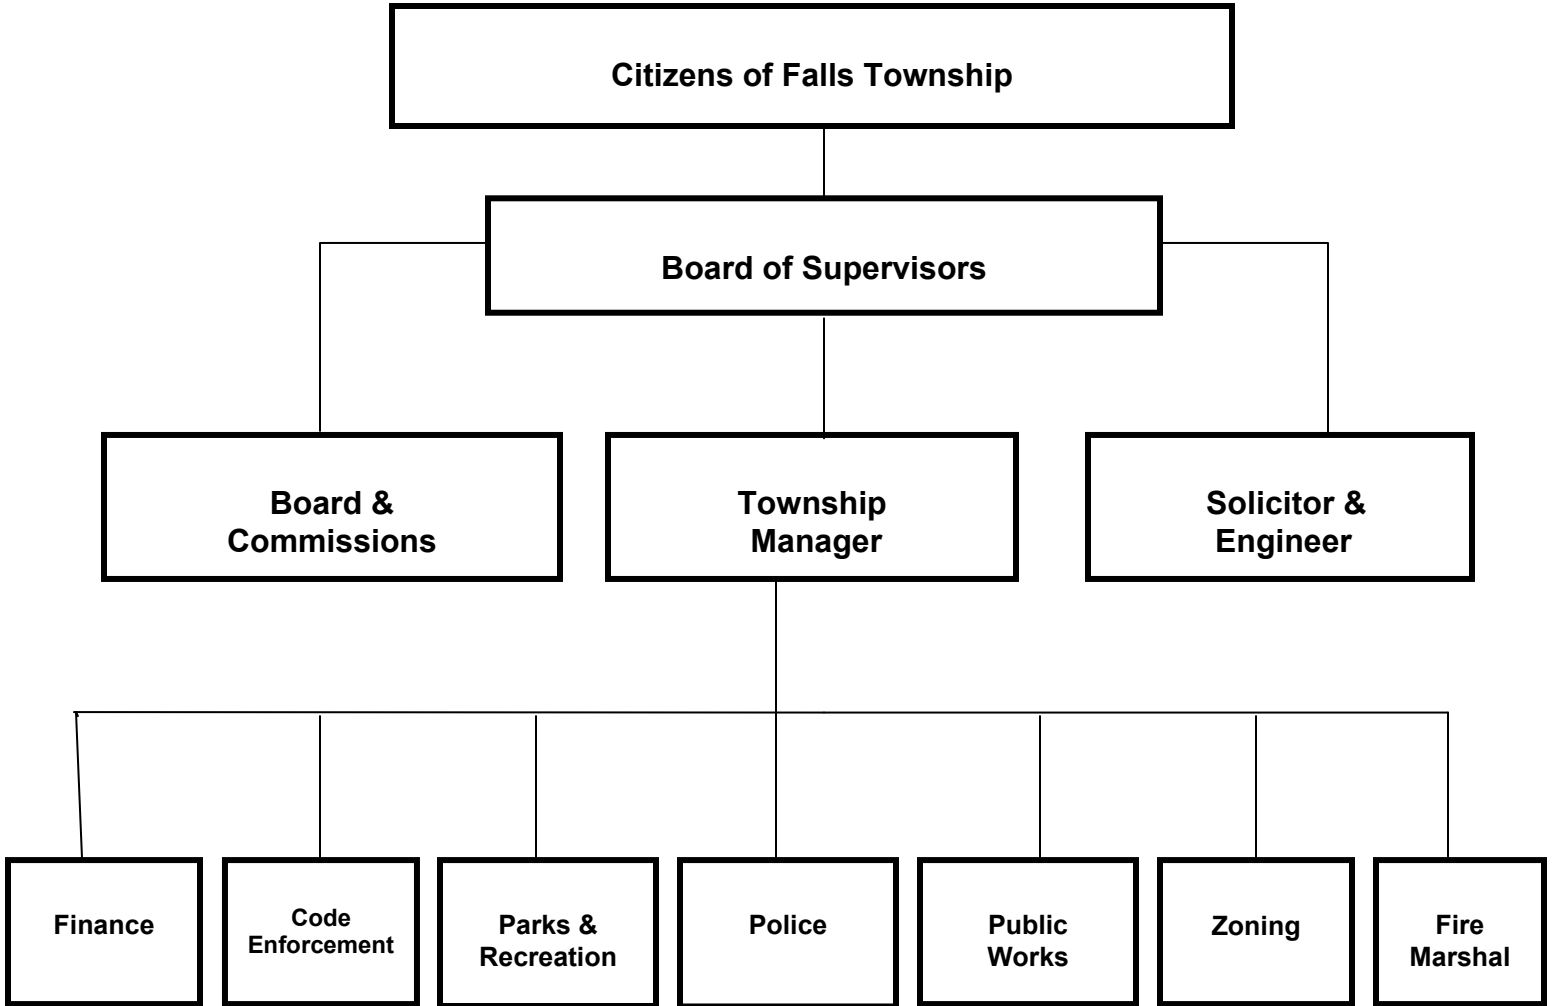 Citizens of Falls Township
Board of Supervisors
Board &
Commissions
Township
Manager
Solicitor &
Engineer
Finance
Code
Enforcement
Parks &
Recreation
Police
Public
Works
Zoning
Fire
Marshal